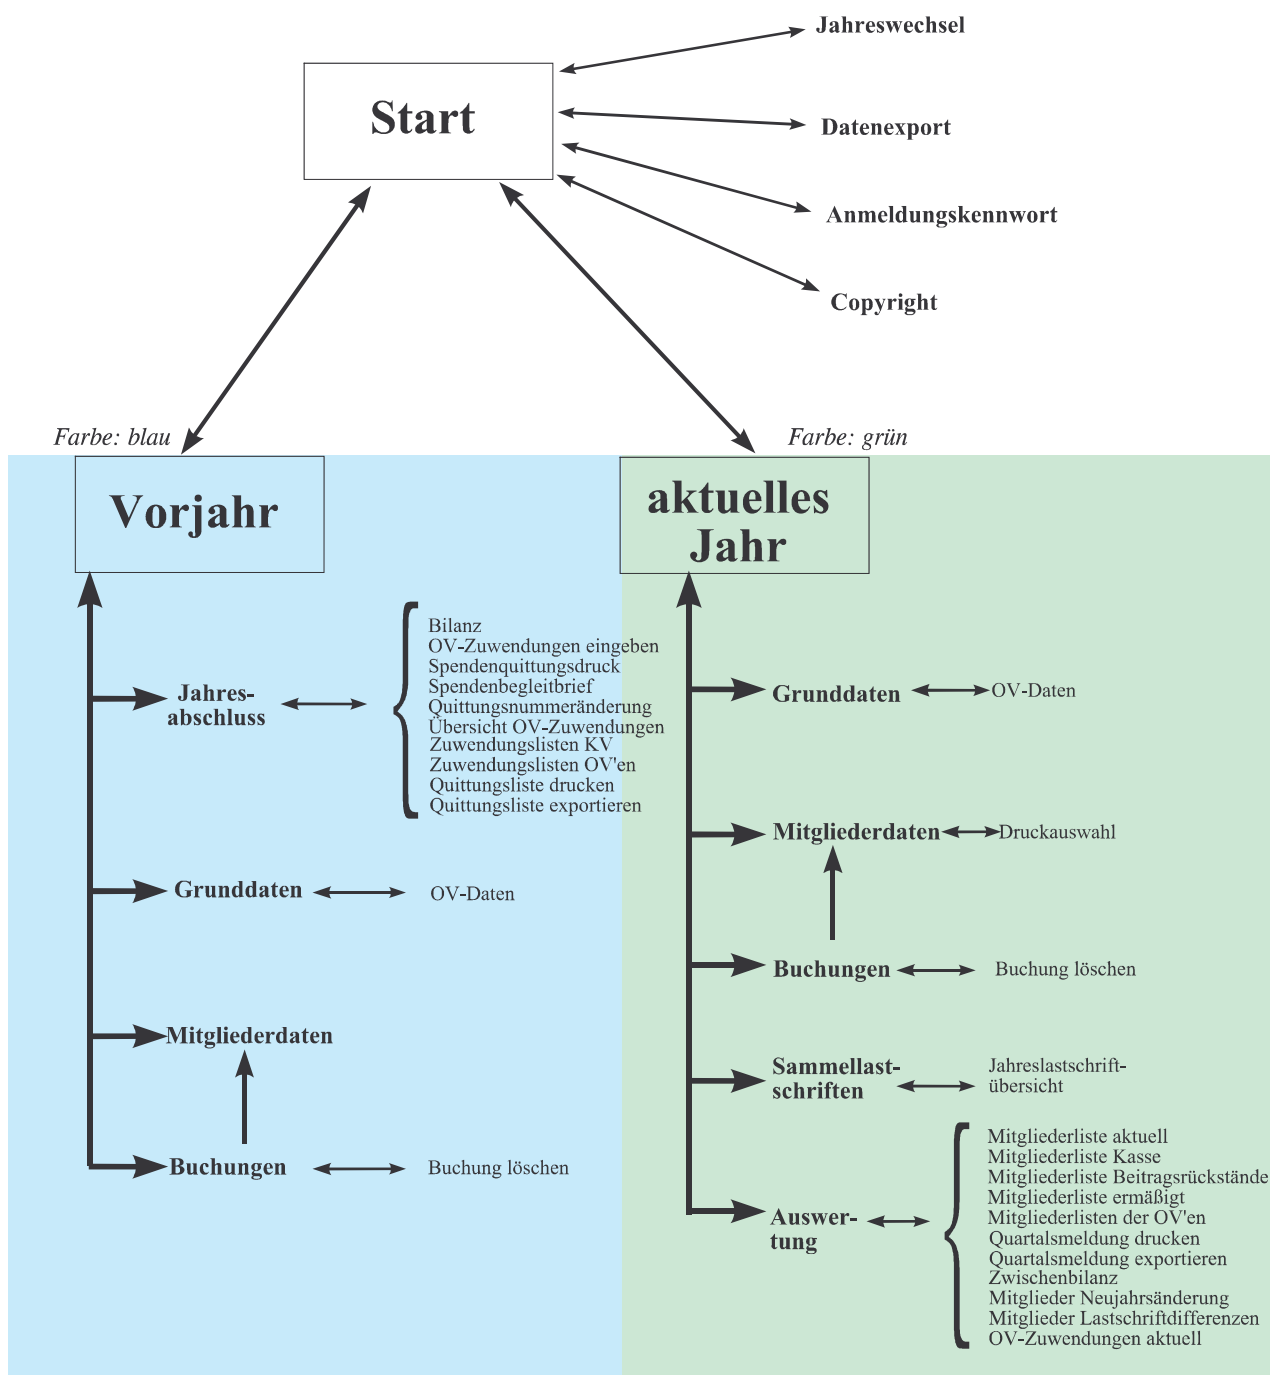 Jahreswechsel
Start
Datenexport
Anmeldungskennwort
Copyright
Farbe: blau
Farbe: grün
Vorjahr
Jahres-
abschluss
Bilanz
OV-Zuwendungen eingeben
Spendenquittungsdruck
Spendenbegleitbrief
Quittungsnummeränderung
Übersicht OV-Zuwendungen
Zuwendungslisten KV
Zuwendungslisten OV'en
Quittungsliste drucken
Quittungsliste exportieren
Grunddaten
OV-Daten
Mitgliederdaten
Buchungen
Buchung löschen
aktuelles
Jahr
Grunddaten
OV-Daten
Mitgliederdaten
Druckauswahl
Buchungen
Buchung löschen
Sammellast-
schriften
Jahreslastschrift-
übersicht
Auswer-
tung
Mitgliederliste aktuell
Mitgliederliste Kasse
Mitgliederliste Beitragsrückstände
Mitgliederliste ermäßigt
Mitgliederlisten der OV'en
Quartalsmeldung drucken
Quartalsmeldung exportieren
Zwischenbilanz
Mitglieder Neujahrsänderung
Mitglieder Lastschriftdifferenzen
OV-Zuwendungen aktuell